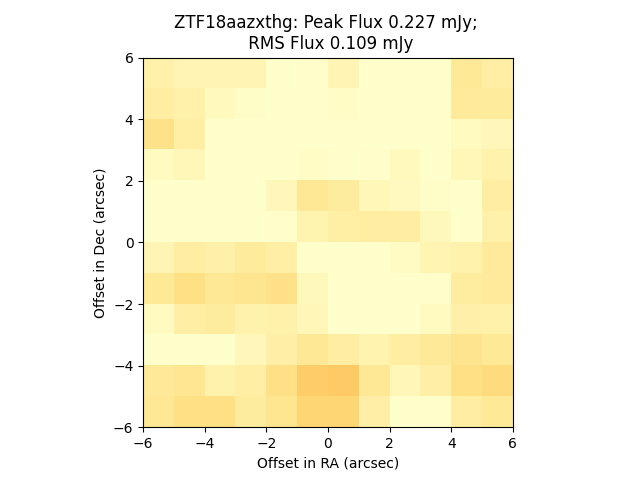 ZTF18aazxthg: Peak Flux 0.227 mJy;
RMS Flux 0.109 mJy
6
4
2
0
−2
−4
−6
Offset in Dec (arcsec)
−6 −4 −2 0 2 4 6
Offset in RA (arcsec)